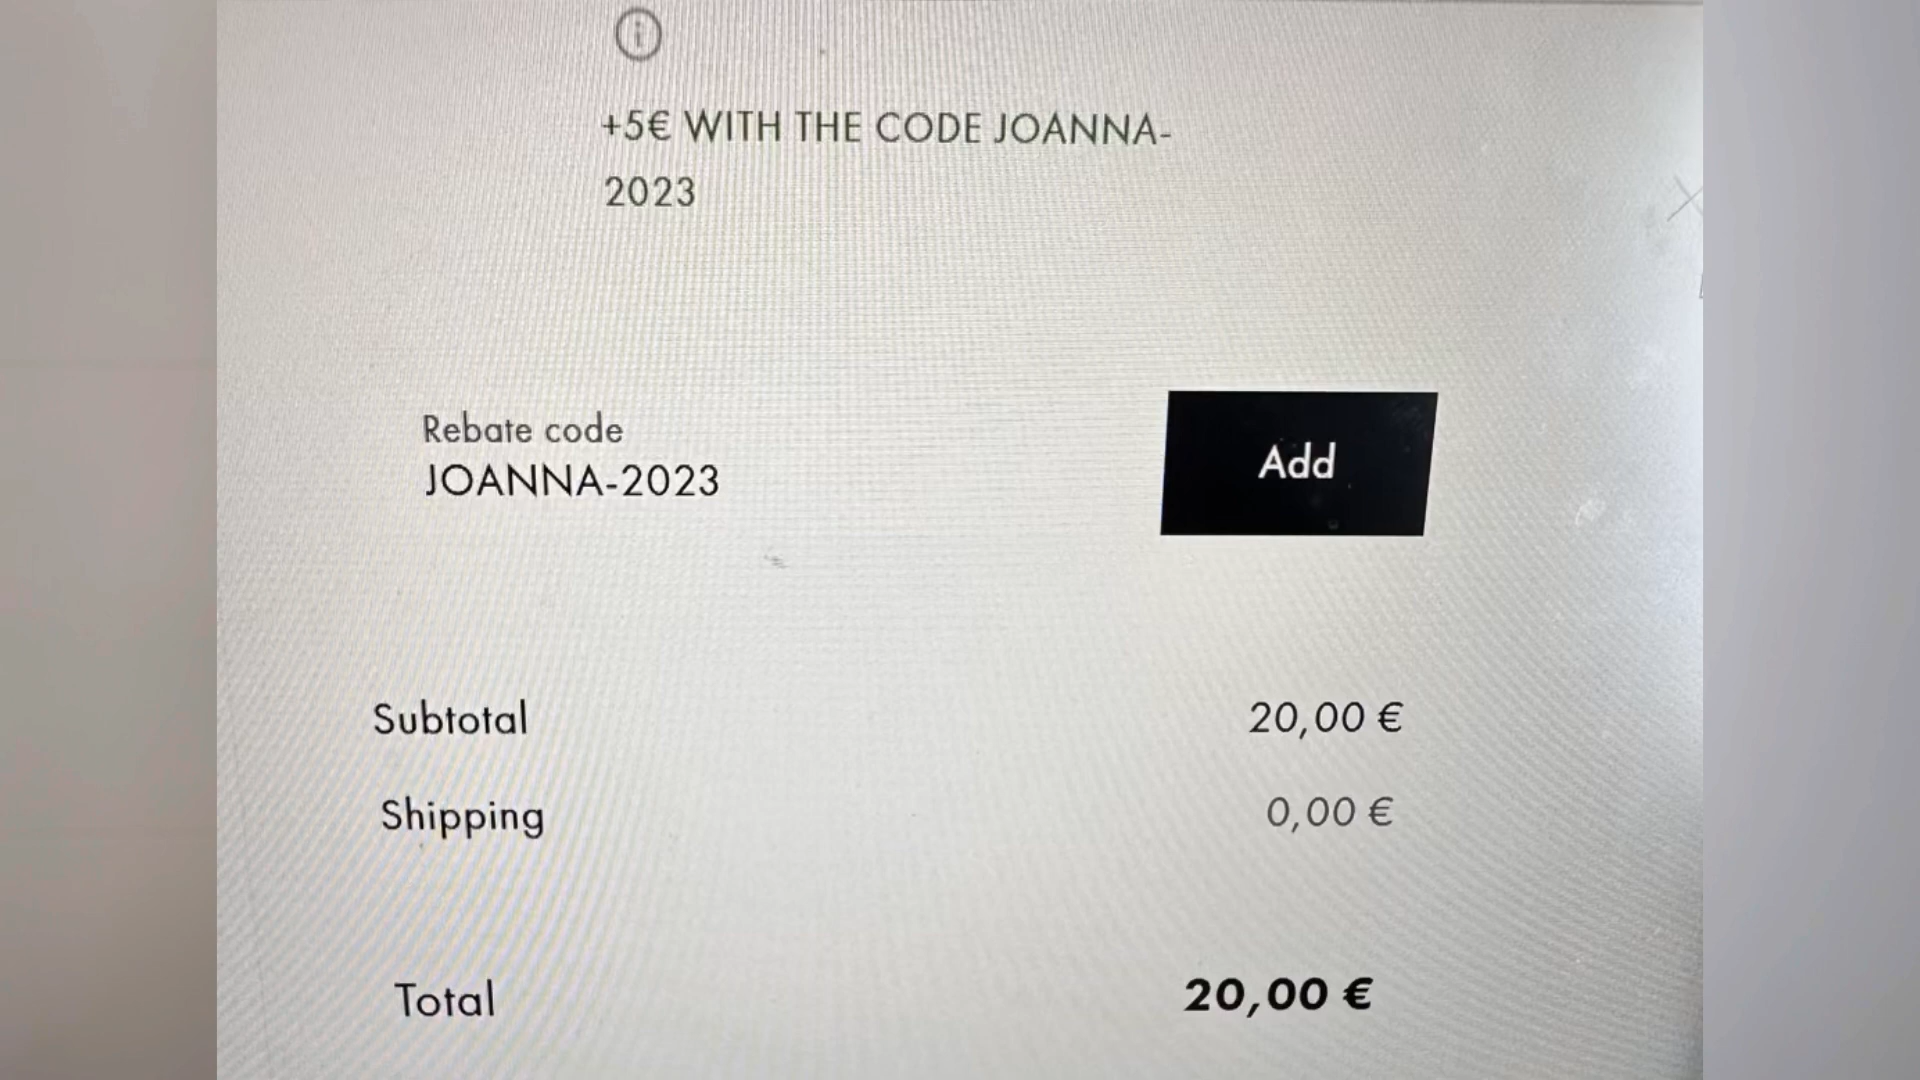 +5€ WITH THE CODE JOANNA-
2023
Rebate code
JOANNA-2023
Add
Subtotal 20,00 €
Shipping 0,00 €
Total 20,00 €